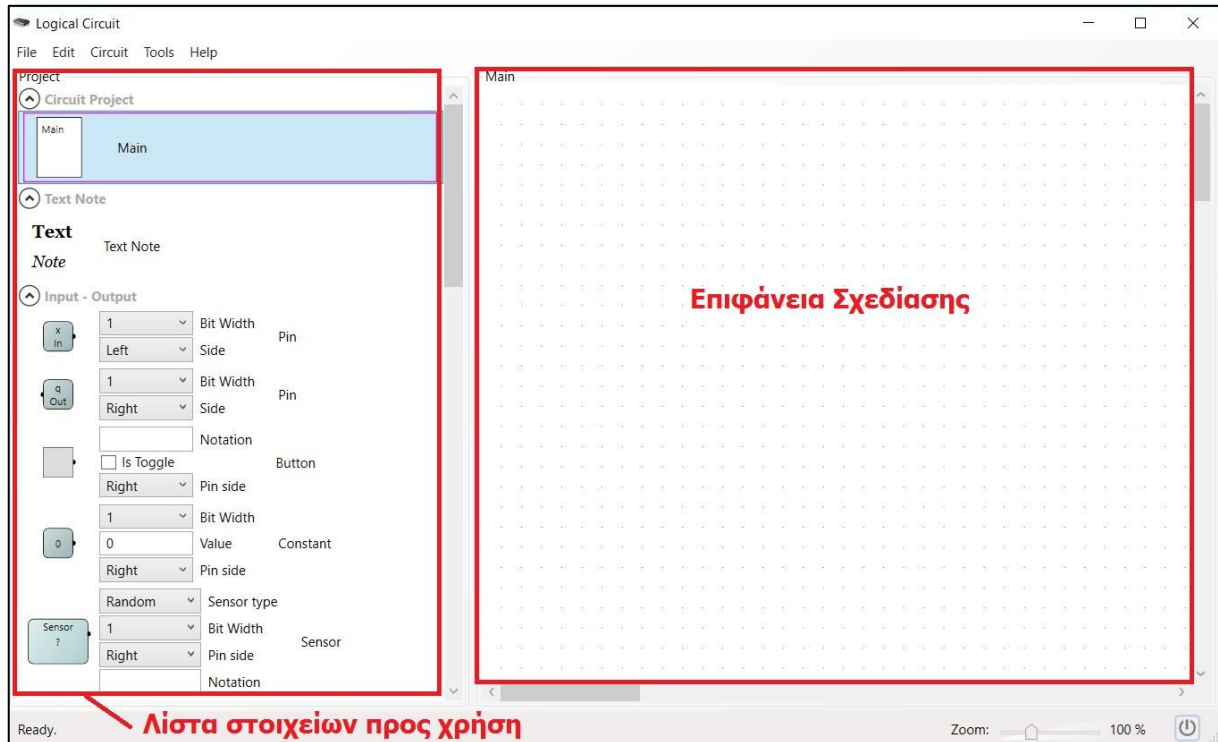 Logical Circuit
File Edit Circuit Tools Help
Project
Circuit Project
Main
Main
Text Note
Text
Note
Text Note
Input - Output
x
In
1
Bit Width
Left
Side
Pin
q
Out
1
Bit Width
Right
Side
Pin
Notation
Is Toggle
Button
Right
Pin side
0
1
Bit Width
0
Value
Constant
Right
Pin side
Sensor
?
Random
Sensor type
1
Bit Width
Sensor
Right
Pin side
Notation
Main
Επιφάνεια Σχεδίασης
Λίστα στοιχείων προς χρήση
Ready.
Zoom:
100 %